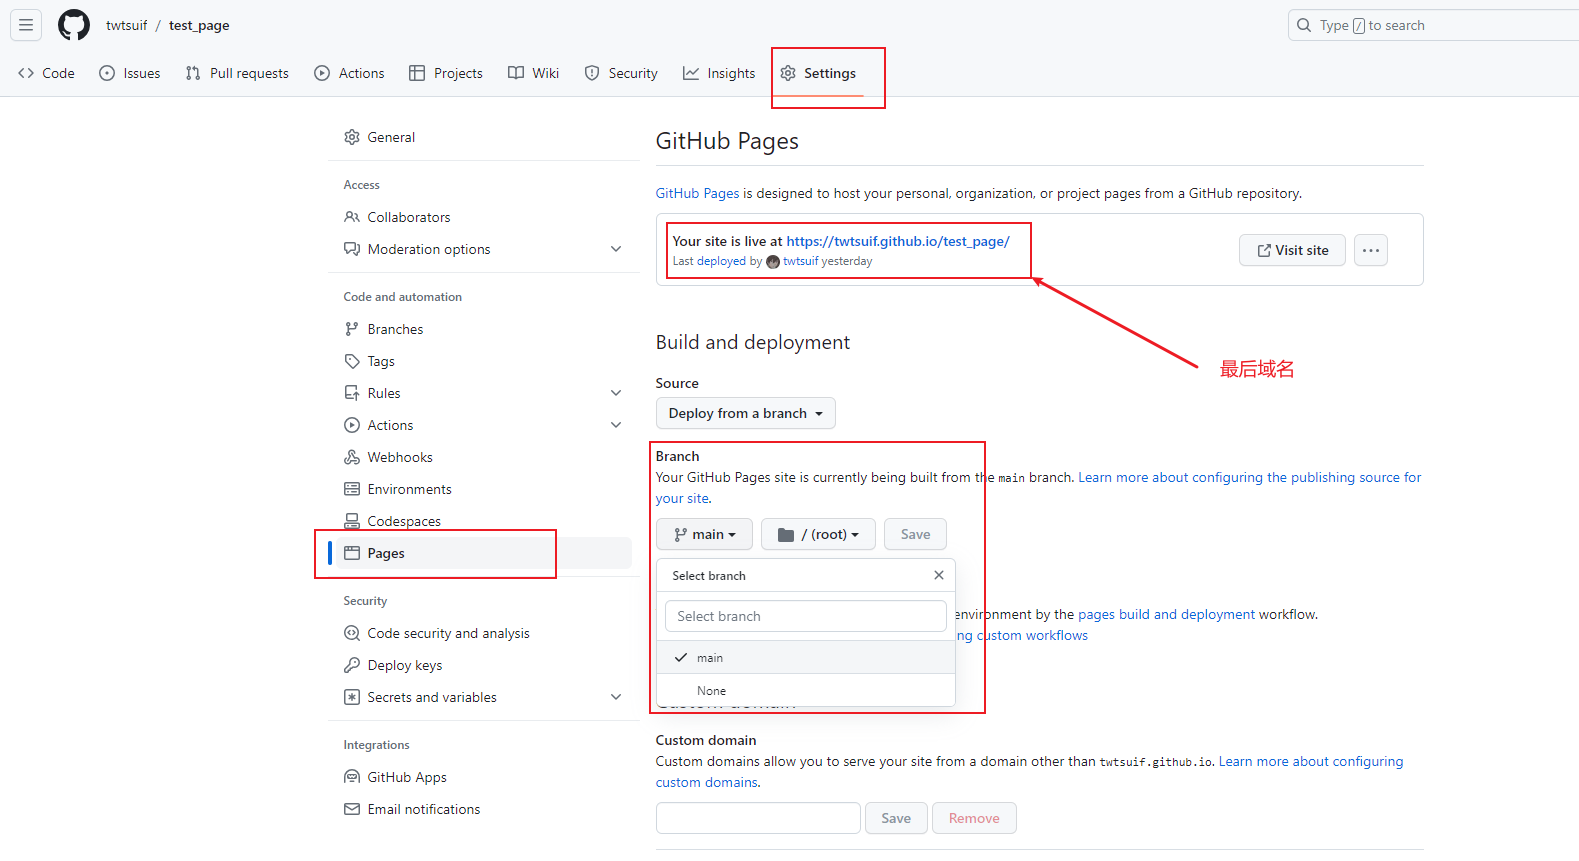 twtsuif / test_page
Type / to search
Code Issues Pull requests Actions Projects Wiki Security Insights Settings
General
Access
Collaborators
Moderation options
Code and automation
Branches
Tags
Rules
Actions
Webhooks
Environments
Codespaces
Pages
Security
Code security and analysis
Deploy keys
Secrets and variables
Integrations
GitHub Apps
Email notifications
GitHub Pages
GitHub Pages is designed to host your personal, organization, or project pages from a GitHub repository.
Your site is live at https://twtsuif.github.io/test_page/
Last deployed by twtsuif yesterday
Visit site
最后域名
Build and deployment
Source
Deploy from a branch
Branch
Your GitHub Pages site is currently being built from the main branch. Learn more about configuring the publishing source for
your site.
main / (root) Save
Select branch
Select branch
main
None
environment by the pages build and deployment workflow.
ng custom workflows
Custom domain
Custom domains allow you to serve your site from a domain other than twtsuif.github.io. Learn more about configuring
custom domains.
Save Remove